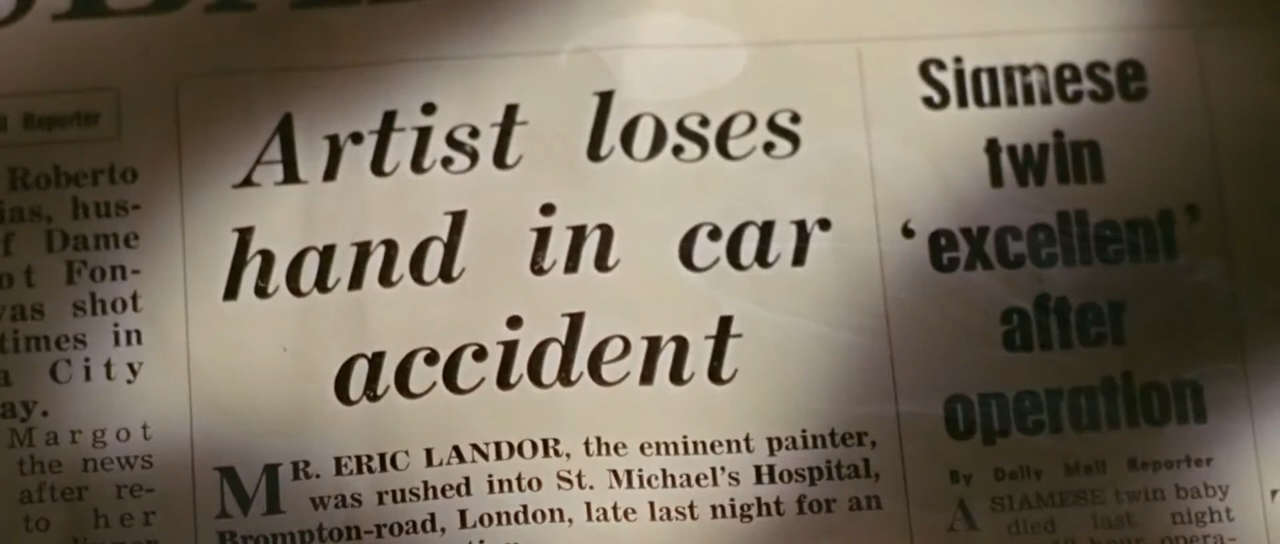 Reporter
Roberto
ias, hus-
f Dame
ot Fon-
was shot
times in
a City
ay.
Margot
the news
after re-
to her
Artist loses
hand in car
accident
MR. ERIC LANDOR, the eminent painter,
was rushed into St. Michael's Hospital,
Brompton-road, London, late last night for an
Siamese
twin
‘excellent’
after
operation
By Daily Mail Reporter
A SIAMESE twin baby
died last night
opera-